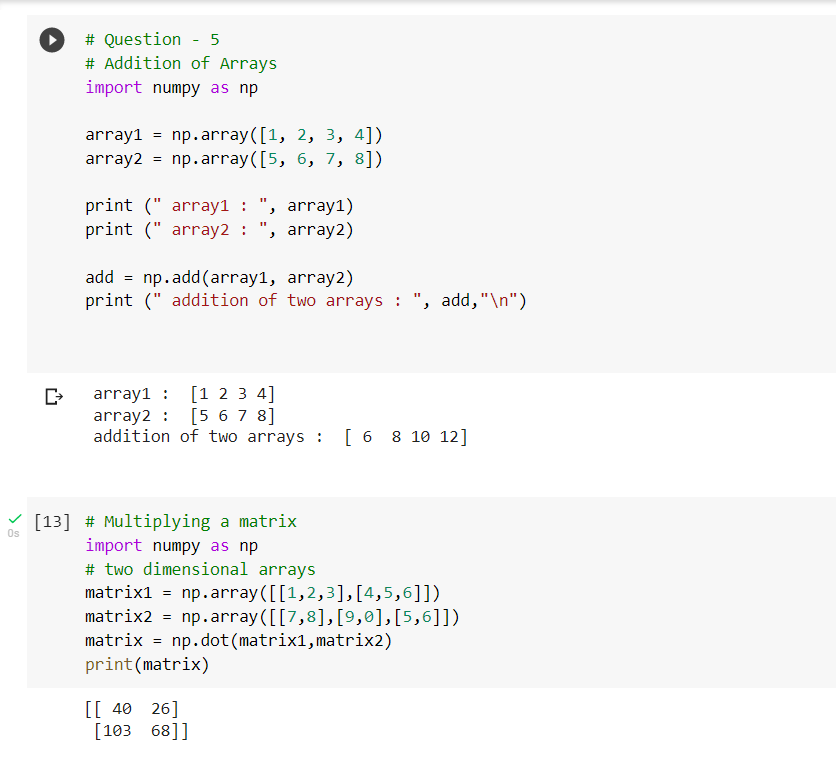 # Question - 5
# Addition of Arrays
import numpy as np
array1 = np.array([1, 2, 3, 4])
array2 = np.array([5, 6, 7, 8])
print (" array1 : ", array1)
print (" array2 : ", array2)
add = np.add(array1, array2)
print (" addition of two arrays : ", add,"\n")
array1 :  [1 2 3 4]
array2 :  [5 6 7 8]
addition of two arrays :  [ 6  8 10 12]
[13] # Multiplying a matrix
0s
import numpy as np
# two dimensional arrays
matrix1 = np.array([[1,2,3],[4,5,6]])
matrix2 = np.array([[7,8],[9,0],[5,6]])
matrix = np.dot(matrix1,matrix2)
print(matrix)
[[ 40  26]
 [103  68]]